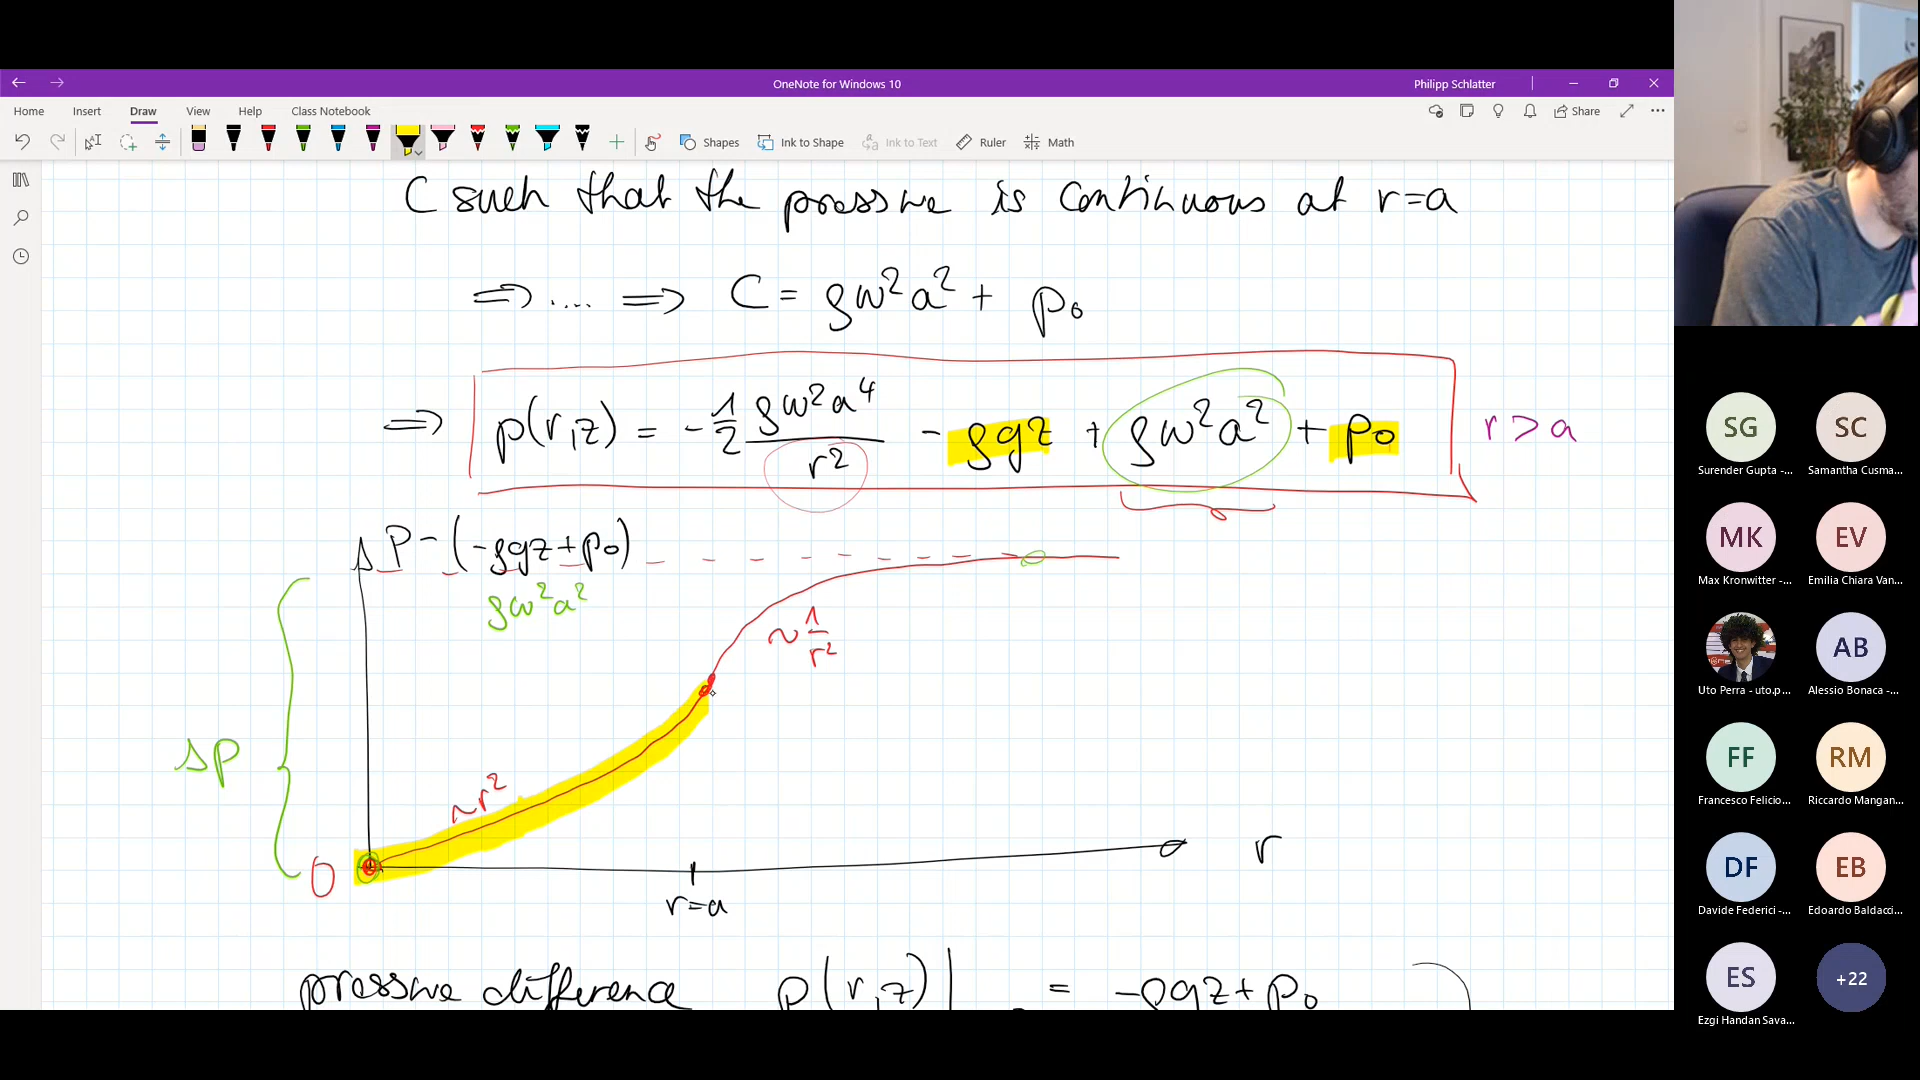 OneNote for Windows 10
Philipp Schlatter
Home Insert Draw View Help Class Notebook
Share
Shapes Ink to Shape Ink to Text Ruler Math
C such that the pressure is continuous at r=a
⇒ .... ⇒ C = ρω²a² + p₀
⇒ p(r,z) = -½ ρω²a⁴/r² - ρgz + ρω²a² + p₀ r > a
P - (-ρgz + p₀)
ρω²a²
~ 1/r²
Δp
~r²
0
r
r=a
pressure difference p(r,z)| = -ρgz + p₀
SG SC
Surender Gupta -... Samantha Cusma...
MK EV
Max Kronwitter -... Emilia Chiara Van...
AB
Uto Perra - uto.p... Alessio Bonaca -...
FF RM
Francesco Felicio... Riccardo Mangan...
DF EB
Davide Federici -... Edoardo Baldacci...
ES +22
Ezgi Handan Sava...